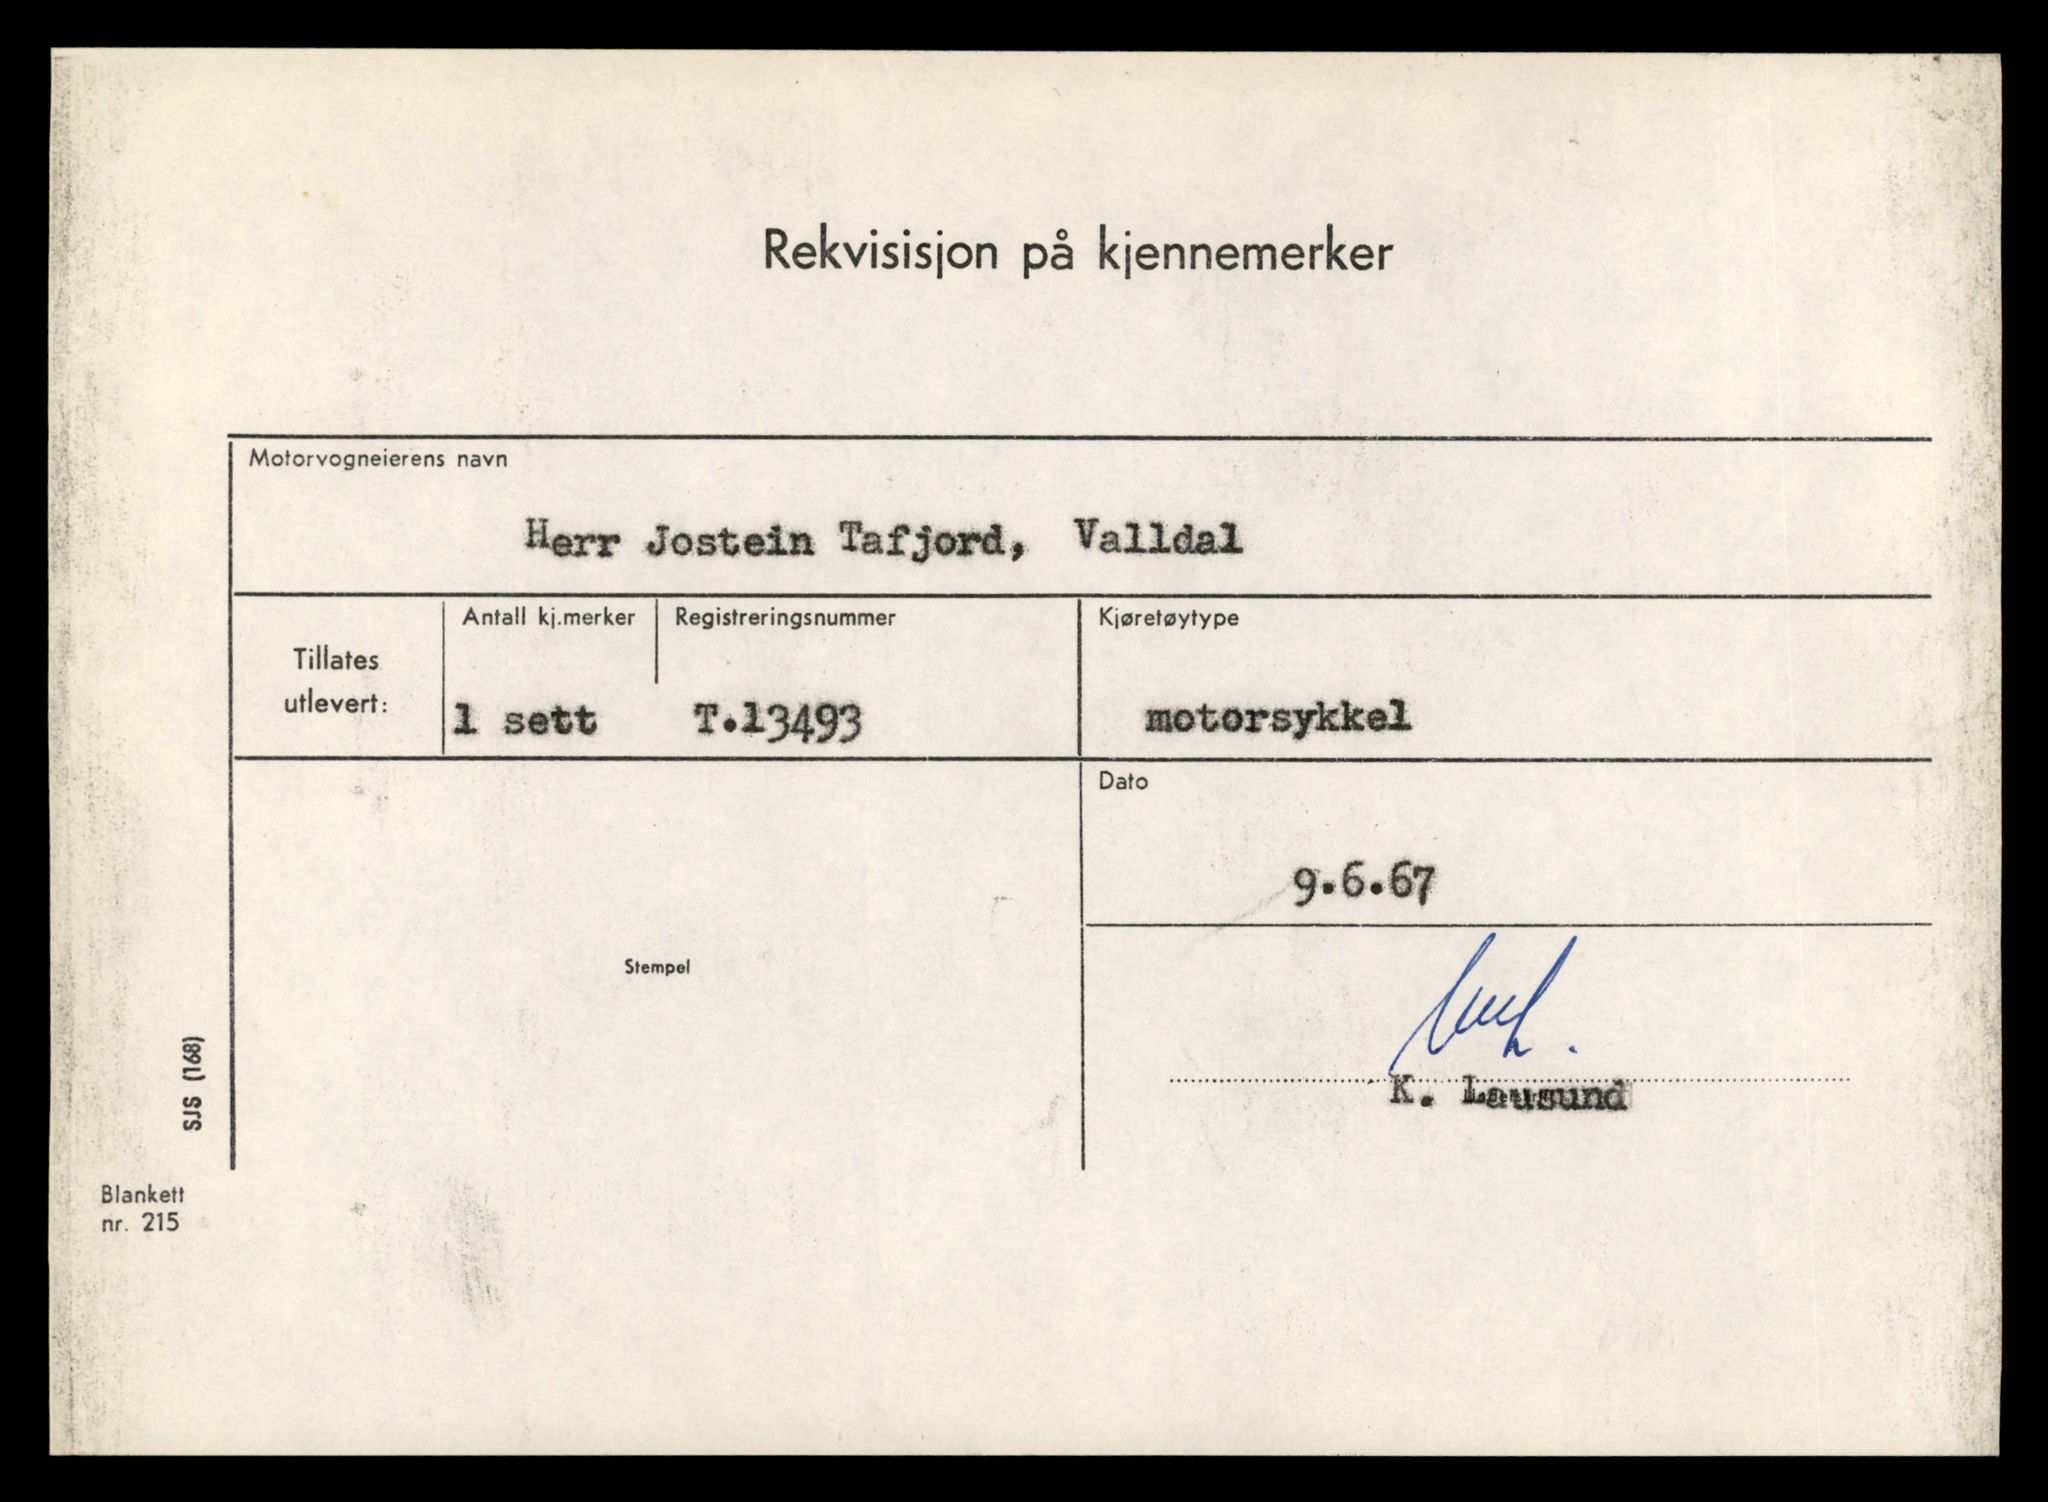 Rekvisisjon på kjennemerker
Motorvogneierens navn
Herr Jostein Tafjord, Valldal
Tillates
utlevert:
Antall kj.merker
1 sett
Registreringsnummer
T.13493
Kjøretøytype
motorsykkel
Dato
9.6.67
Stempel
K. Lausund
SJS (168)
Blankett
nr. 215